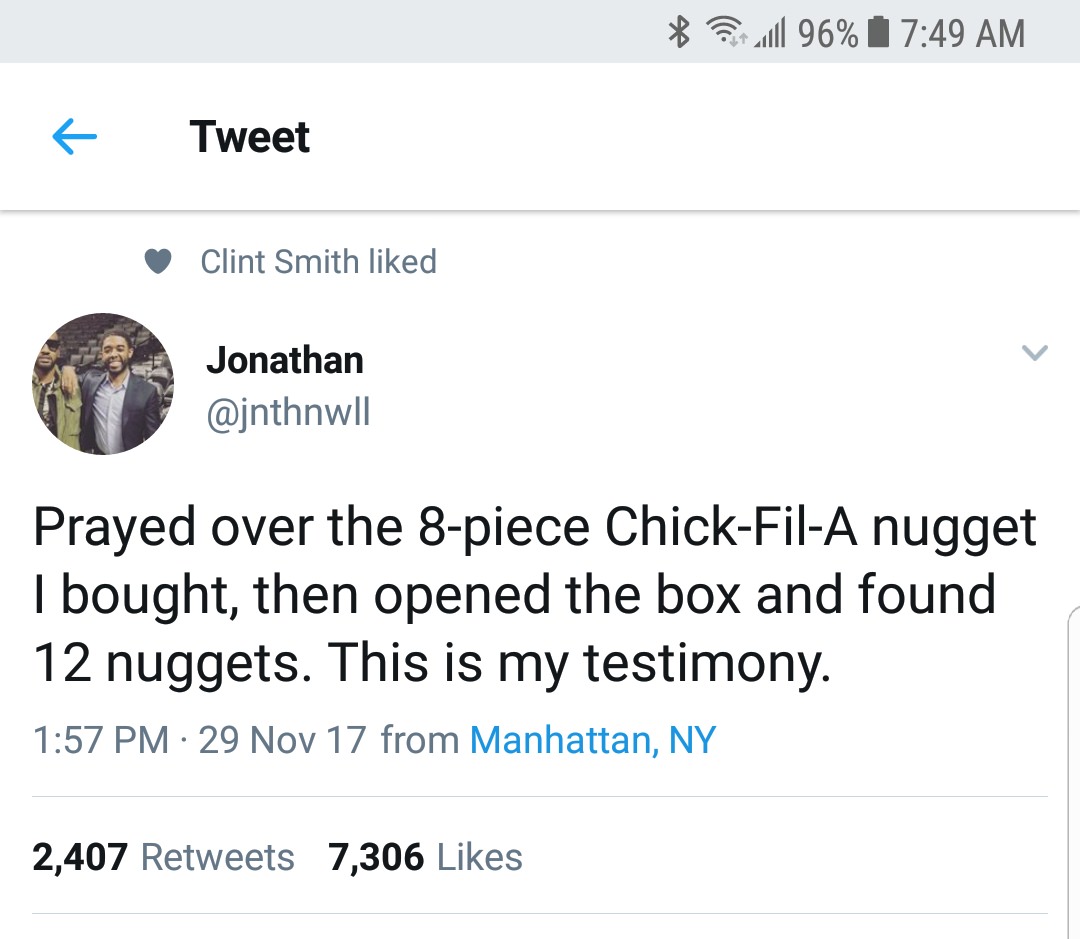 96% 7:49 AM
Tweet
Clint Smith liked
Jonathan
@jnthnwll
Prayed over the 8-piece Chick-Fil-A nugget
I bought, then opened the box and found
12 nuggets. This is my testimony.
1:57 PM · 29 Nov 17 from Manhattan, NY
2,407 Retweets 7,306 Likes